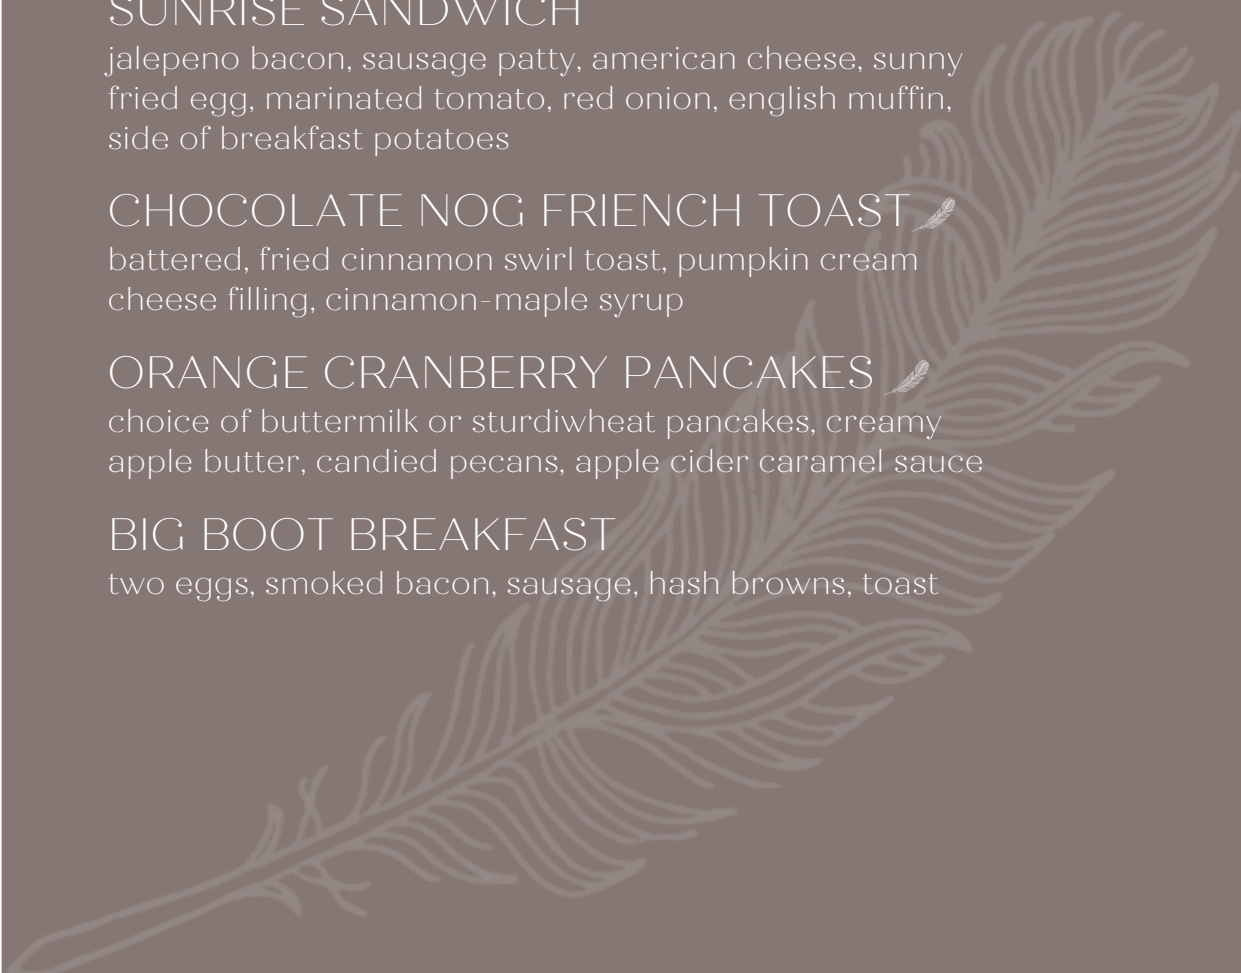 SUNRISE SANDWICH
jalepeno bacon, sausage patty, american cheese, sunny
fried egg, marinated tomato, red onion, english muffin,
side of breakfast potatoes
CHOCOLATE NOG FRIENCH TOAST
battered, fried cinnamon swirl toast, pumpkin cream
cheese filling, cinnamon-maple syrup
ORANGE CRANBERRY PANCAKES
choice of buttermilk or sturdiwheat pancakes, creamy
apple butter, candied pecans, apple cider caramel sauce
BIG BOOT BREAKFAST
two eggs, smoked bacon, sausage, hash browns, toast